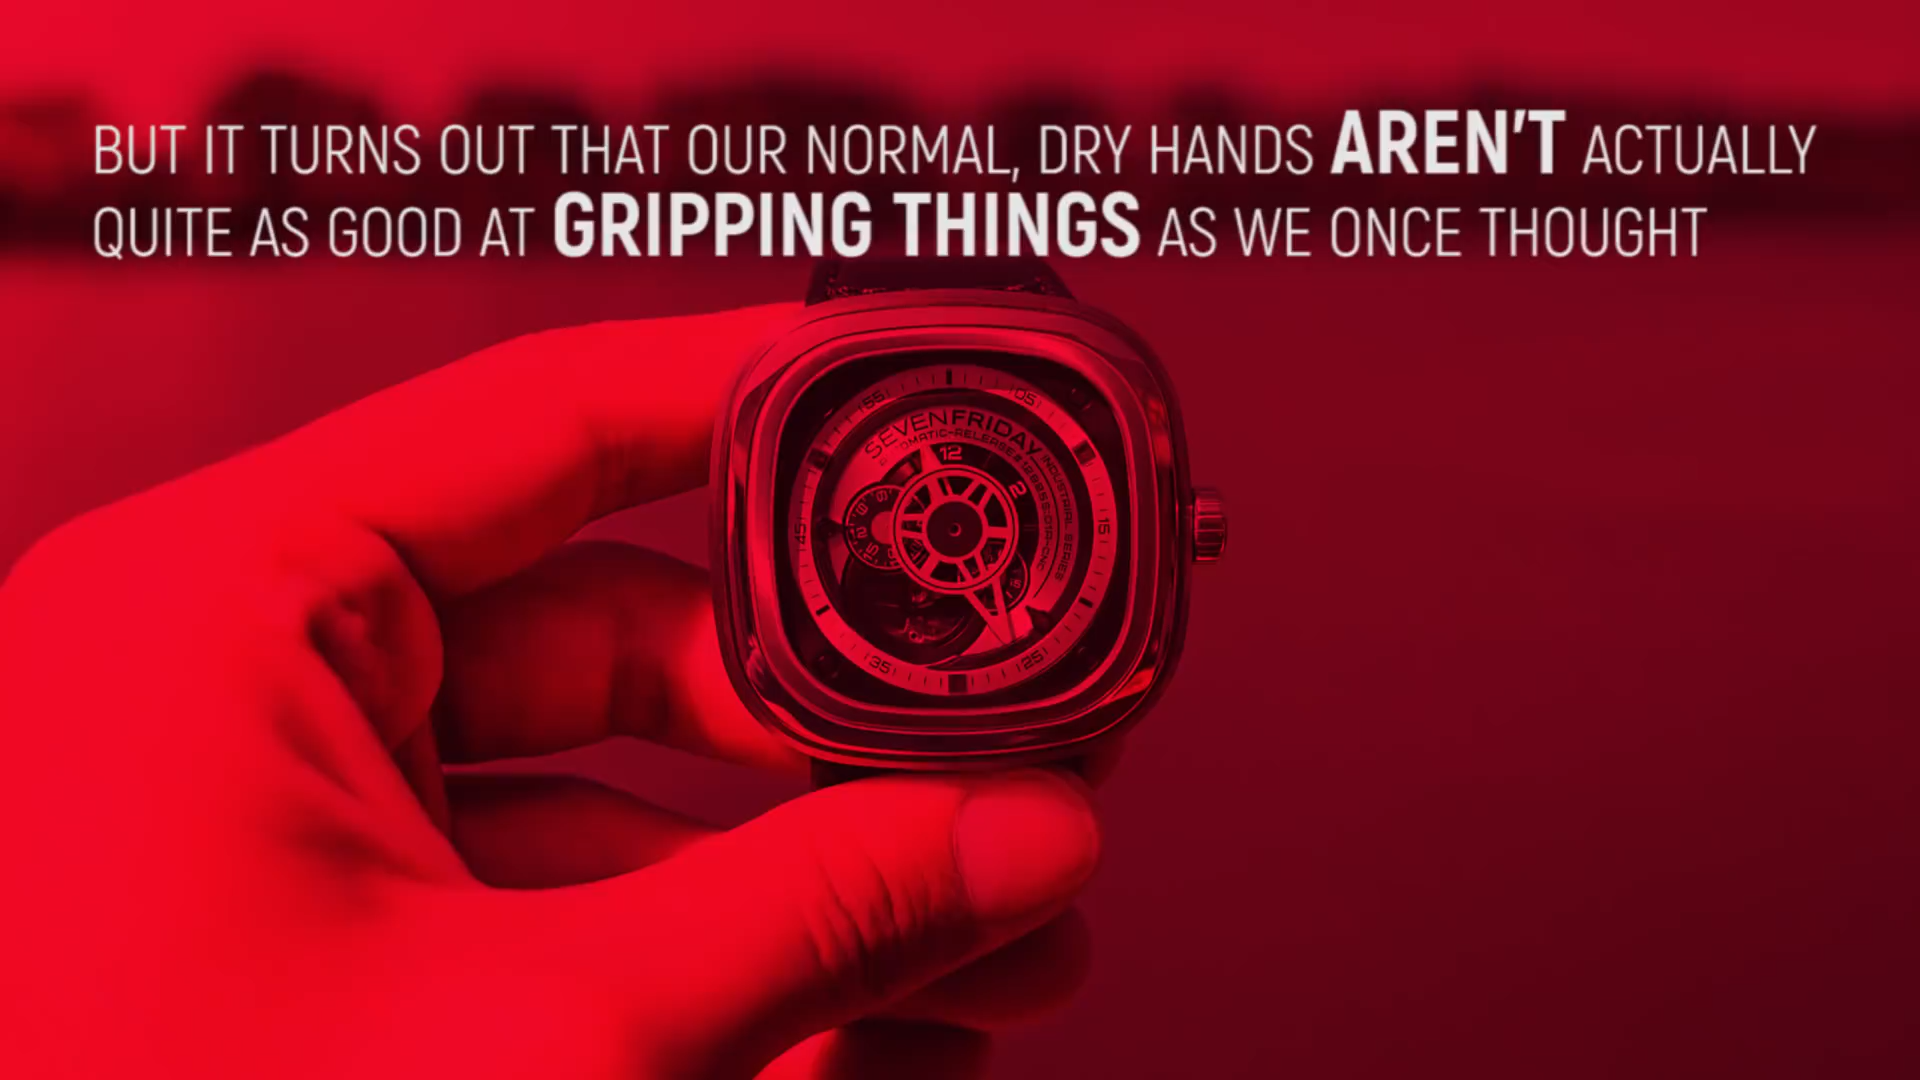 BUT IT TURNS OUT THAT OUR NORMAL, DRY HANDS AREN'T ACTUALLY
QUITE AS GOOD AT GRIPPING THINGS AS WE ONCE THOUGHT
55
05
SEVENFRIDAY
INDUSTRIAL SERIES
12
2
45
15
35
25